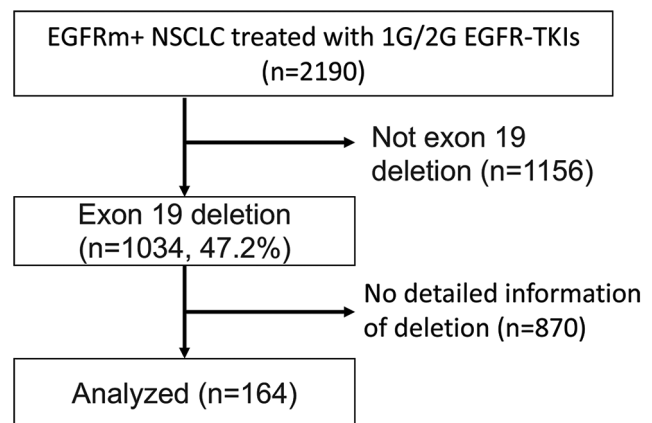 EGFRm+ NSCLC treated with 1G/2G EGFR-TKIs
(n=2190)
Not exon 19
deletion (n=1156)
Exon 19 deletion
(n=1034, 47.2%)
No detailed information
of deletion (n=870)
Analyzed (n=164)